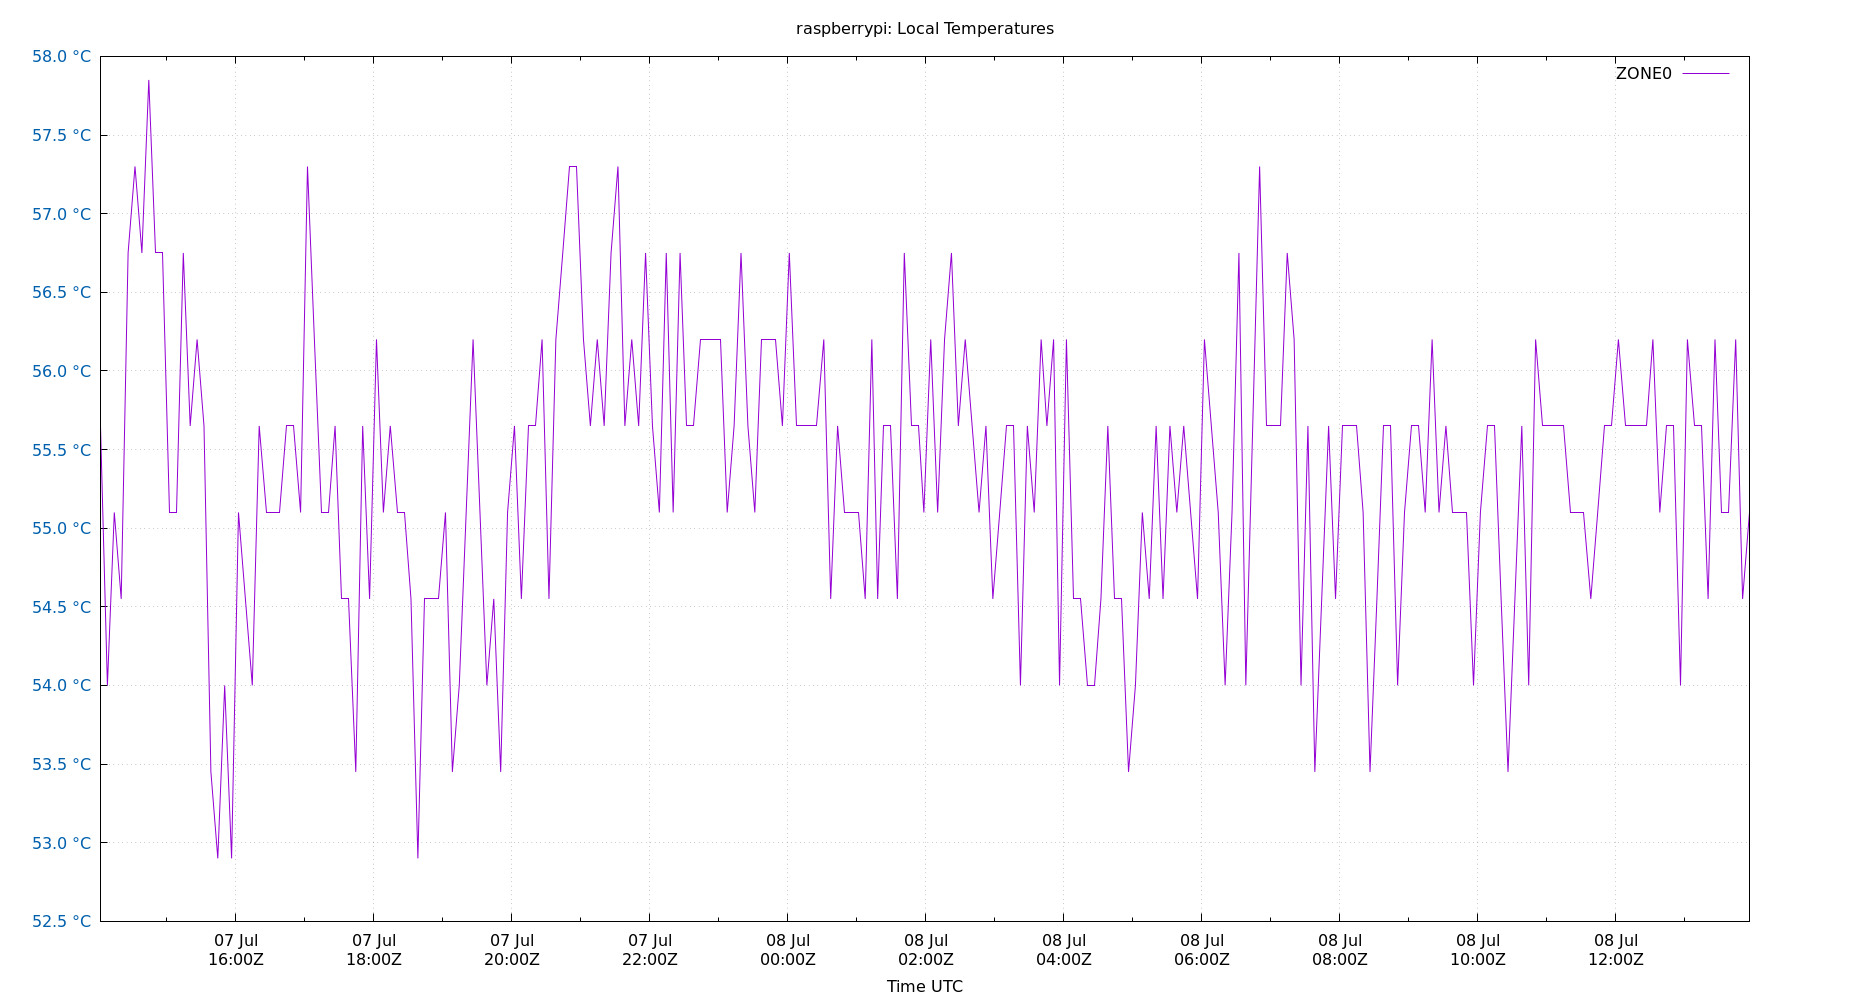 raspberrypi: Local Temperatures
58.0 °C
57.5 °C
57.0 °C
56.5 °C
56.0 °C
55.5 °C
55.0 °C
54.5 °C
54.0 °C
53.5 °C
53.0 °C
52.5 °C
ZONE0
07 Jul
16:00Z
07 Jul
18:00Z
07 Jul
20:00Z
07 Jul
22:00Z
08 Jul
00:00Z
08 Jul
02:00Z
08 Jul
04:00Z
08 Jul
06:00Z
08 Jul
08:00Z
08 Jul
10:00Z
08 Jul
12:00Z
Time UTC